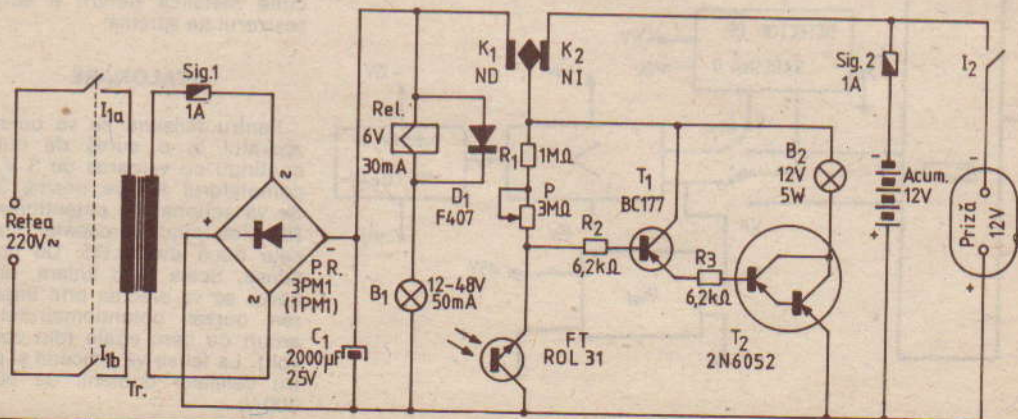 K₁
K₂
ND
NI
Sig.1
1A
I₁a
Rel.
6V
30mA
R₁
1MΩ
D₁
F407
P
3MΩ
T₁
BC177
R₂
6,2kΩ
R₃
6,2kΩ
B₂
12V
5W
Sig.2
1A
I₂
-
Acum.
12V
+
-
Priză
12V
+
Reţea
220V~
~
+
-
P.R.
3PM1
(1PM1)
~
B₁
12-48V
50mA
C₁
2000µF
25V
FT
ROL 31
T₂
2N6052
I₁b
Tr.